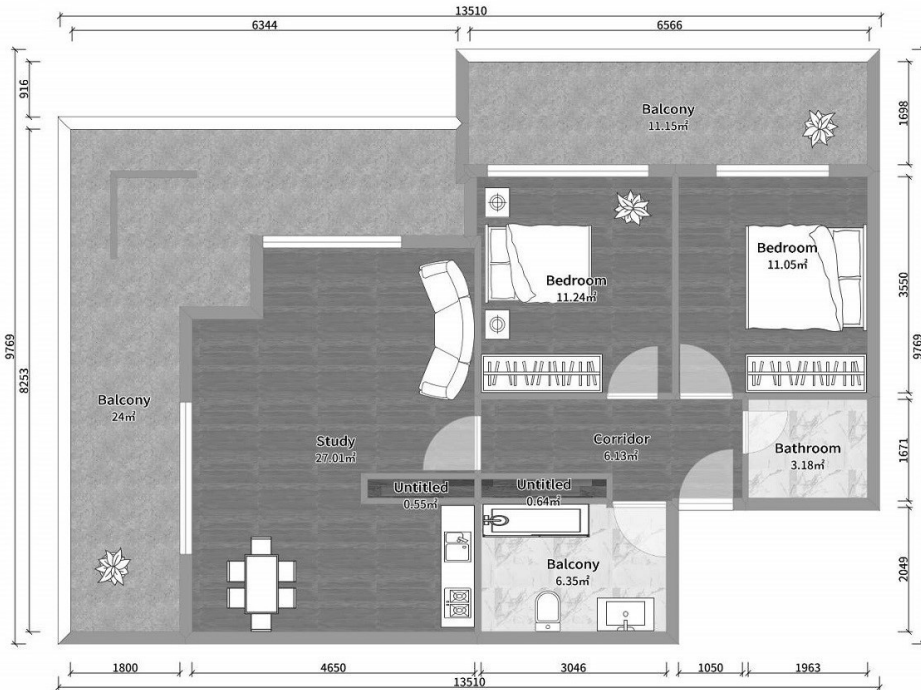 13510
6344
6566
916
1698
Balcony
11.15㎡
Bedroom
11.24㎡
Bedroom
11.05㎡
3550
9769
8253
9769
Balcony
24㎡
Study
27.01㎡
Corridor
6.13㎡
Bathroom
3.18㎡
1671
Untitled
0.55㎡
Untitled
0.64㎡
Balcony
6.35㎡
2049
1800
4650
3046
1050
1963
13510